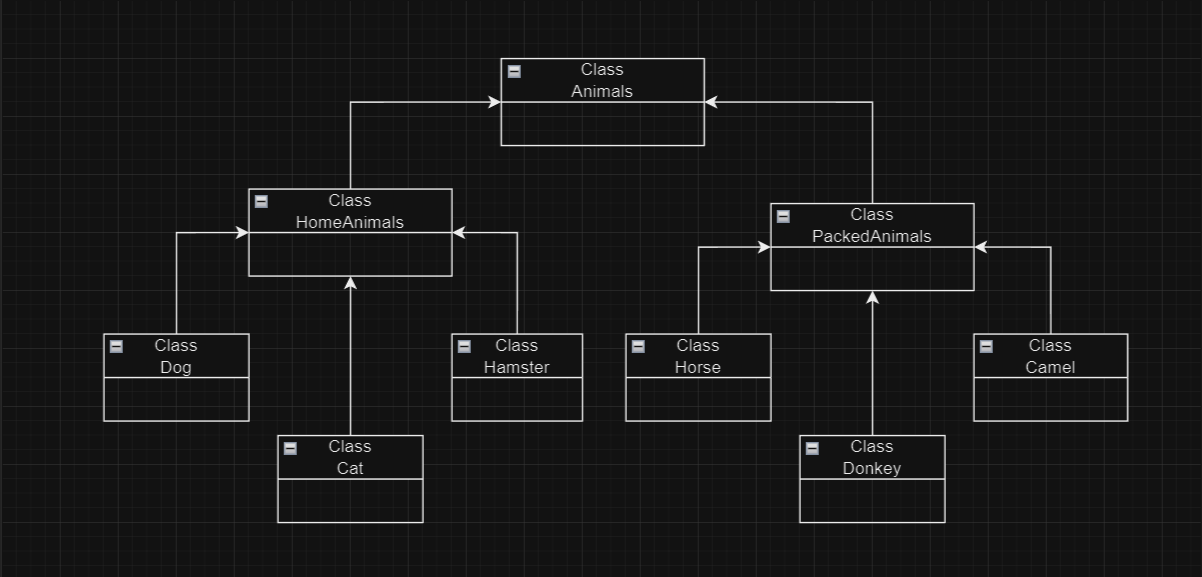 Class
Animals
Class
HomeAnimals
Class
PackedAnimals
Class
Dog
Class
Hamster
Class
Horse
Class
Camel
Class
Cat
Class
Donkey